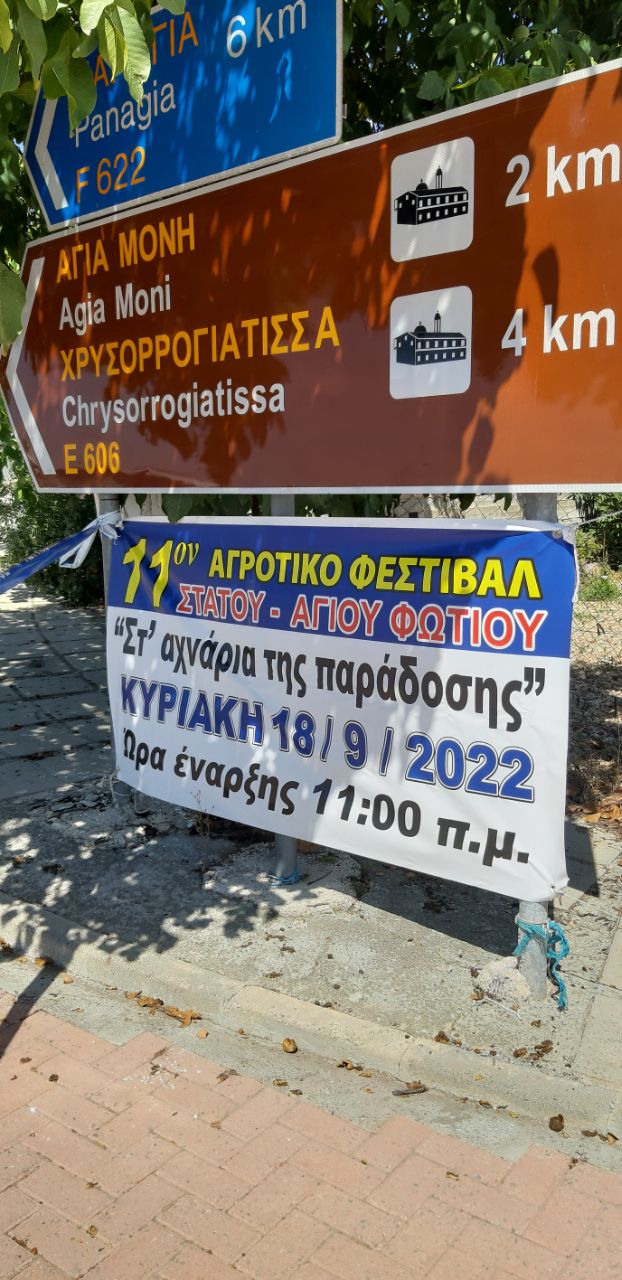 6 km
Panagia
F 622
ΑΓΙΑ ΜΟΝΗ
Agia Moni
2 km
ΧΡΥΣΟΡΡΟΓΙΑΤΙΣΣΑ
Chrysorrogiatissa
4 km
E 606
11ον ΑΓΡΟΤΙΚΟ ΦΕΣΤΙΒΑΛ
ΣΤΑΤΟΥ - ΑΓΙΟΥ ΦΩΤΙΟΥ
“Στ’ αχνάρια της παράδοσης”
ΚΥΡΙΑΚΗ 18 / 9 / 2022
Ώρα έναρξης 11:00 π.μ.